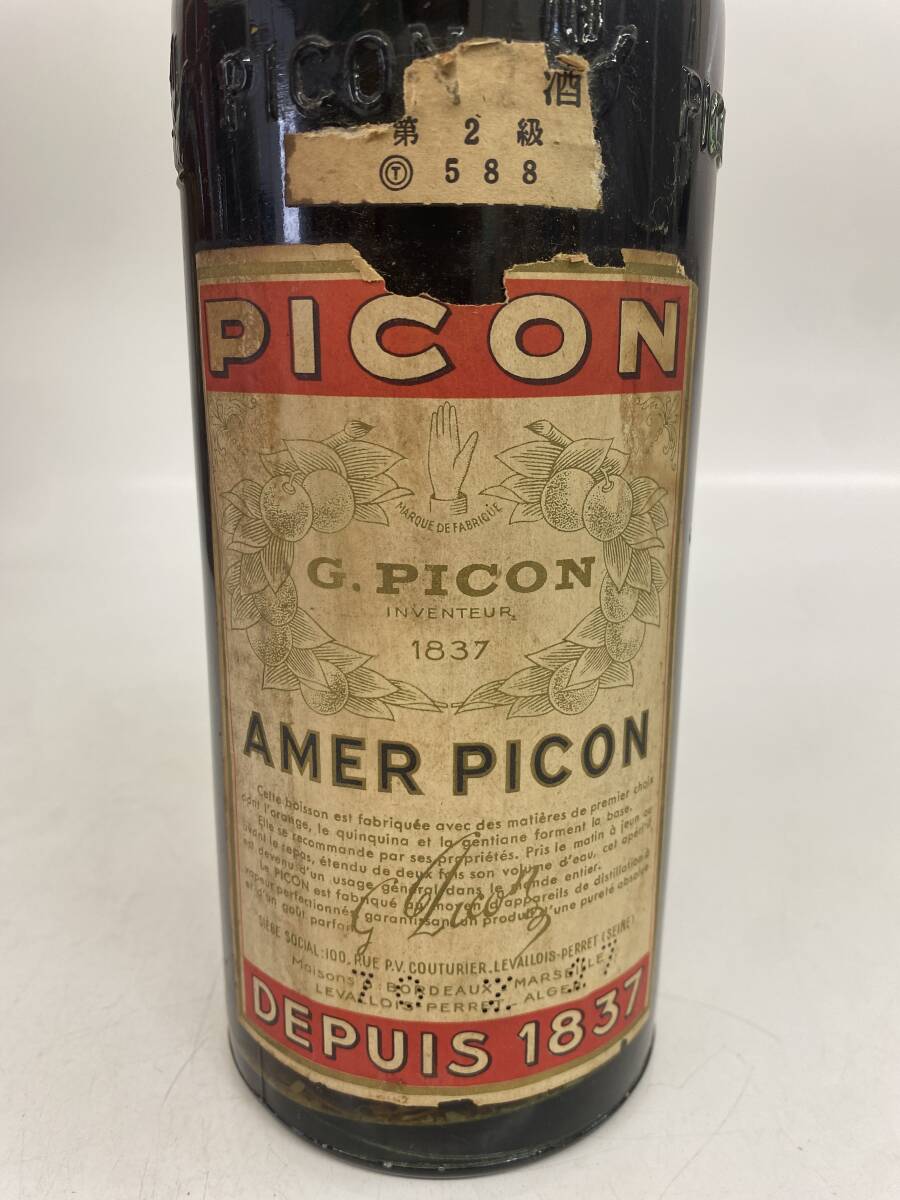 PICON
PIC
酒
第 2 級
Ⓣ 588
PICON
MARQUE DE FABRIQUE
G. PICON
INVENTEUR
1837
AMER PICON
Cette boisson est fabriquée avec des matières de premier choix
dont l'orange, le quinquina et la gentiane forment la base.
Elle se recommande par ses propriétés. Pris le matin à jeun ou
avant le repas, étendu de deux fois son volume d'eau, cet apéritif
est devenu d'un usage général dans le monde entier.
Le PICON est fabriqué au moyen d'appareils de distillation à
vapeur perfectionnés garantissant un produit d'une pureté absolue
et d'un goût parfait.
G Picon
SIÈGE SOCIAL: 100, RUE P.V. COUTURIER. LEVALLOIS-PERRET (SEINE)
Maisons à BORDEAUX MARSEILLE
LEVALLOIS-PERRET - ALGER
DEPUIS 1837